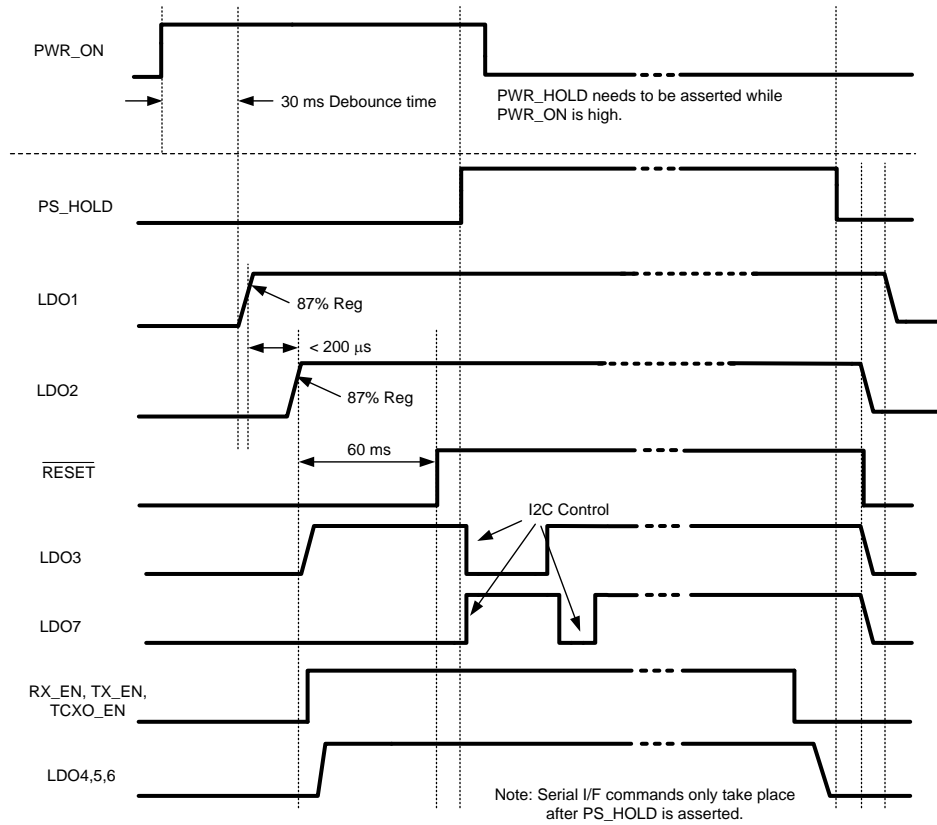 PWR_ON
30 ms Debounce time
PWR_HOLD needs to be asserted while
PWR_ON is high.
PS_HOLD
LDO1
87% Reg
< 200 μs
LDO2
87% Reg
60 ms
RESET
I2C Control
LDO3
LDO7
RX_EN, TX_EN,
TCXO_EN
LDO4,5,6
Note: Serial I/F commands only take place
after PS_HOLD is asserted.